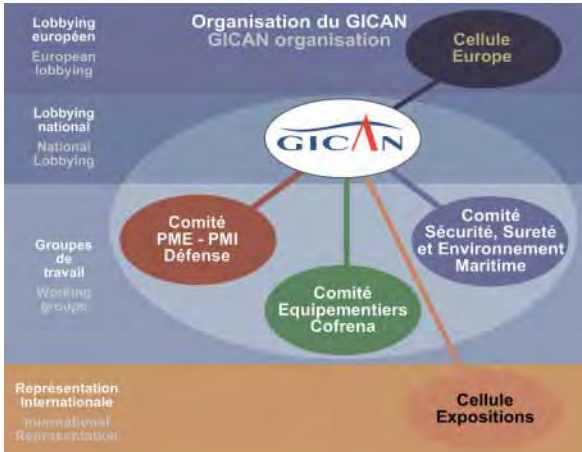 Lobbying
européen
European
lobbying
Organisation du GICAN
GICAN organisation
Cellule
Europe
Lobbying
national
National
Lobbying
GICAN
Groupes
de
travail
Working
groups
Comité
PME - PMI
Défense
Comité
Equipementiers
Cofrena
Comité
Sécurité, Sureté
et Environnement
Maritime
Représentation
Internationale
International
Representation
Cellule
Expositions